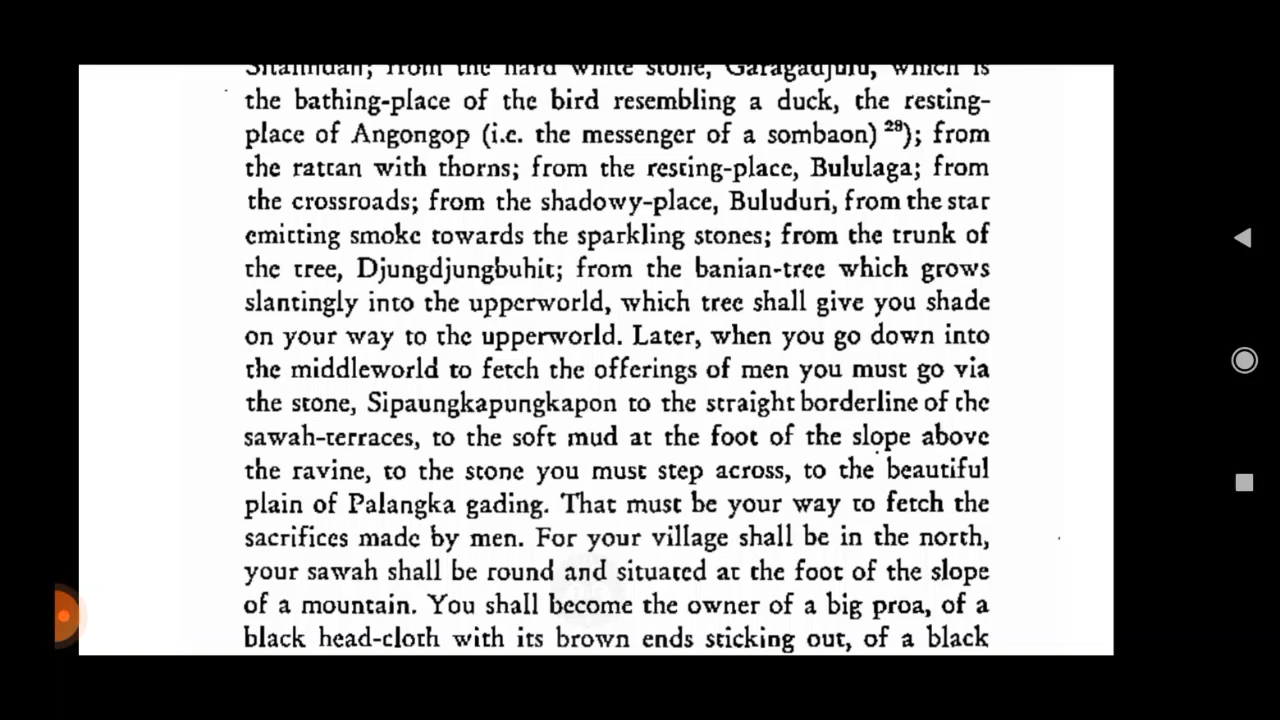 from the hard white stone, Garagadjulu, which is
the bathing-place of the bird resembling a duck, the resting-
place of Angongop (i.e. the messenger of a sombaon) ²⁹); from
the rattan with thorns; from the resting-place, Bululaga; from
the crossroads; from the shadowy-place, Buluduri, from the star
emitting smoke towards the sparkling stones; from the trunk of
the tree, Djungdjungbuhit; from the banian-tree which grows
slantingly into the upperworld, which tree shall give you shade
on your way to the upperworld. Later, when you go down into
the middleworld to fetch the offerings of men you must go via
the stone, Sipaungkapungkapon to the straight borderline of the
sawah-terraces, to the soft mud at the foot of the slope above
the ravine, to the stone you must step across, to the beautiful
plain of Palangka gading. That must be your way to fetch the
sacrifices made by men. For your village shall be in the north,
your sawah shall be round and situated at the foot of the slope
of a mountain. You shall become the owner of a big proa, of a
black head-cloth with its brown ends sticking out, of a black